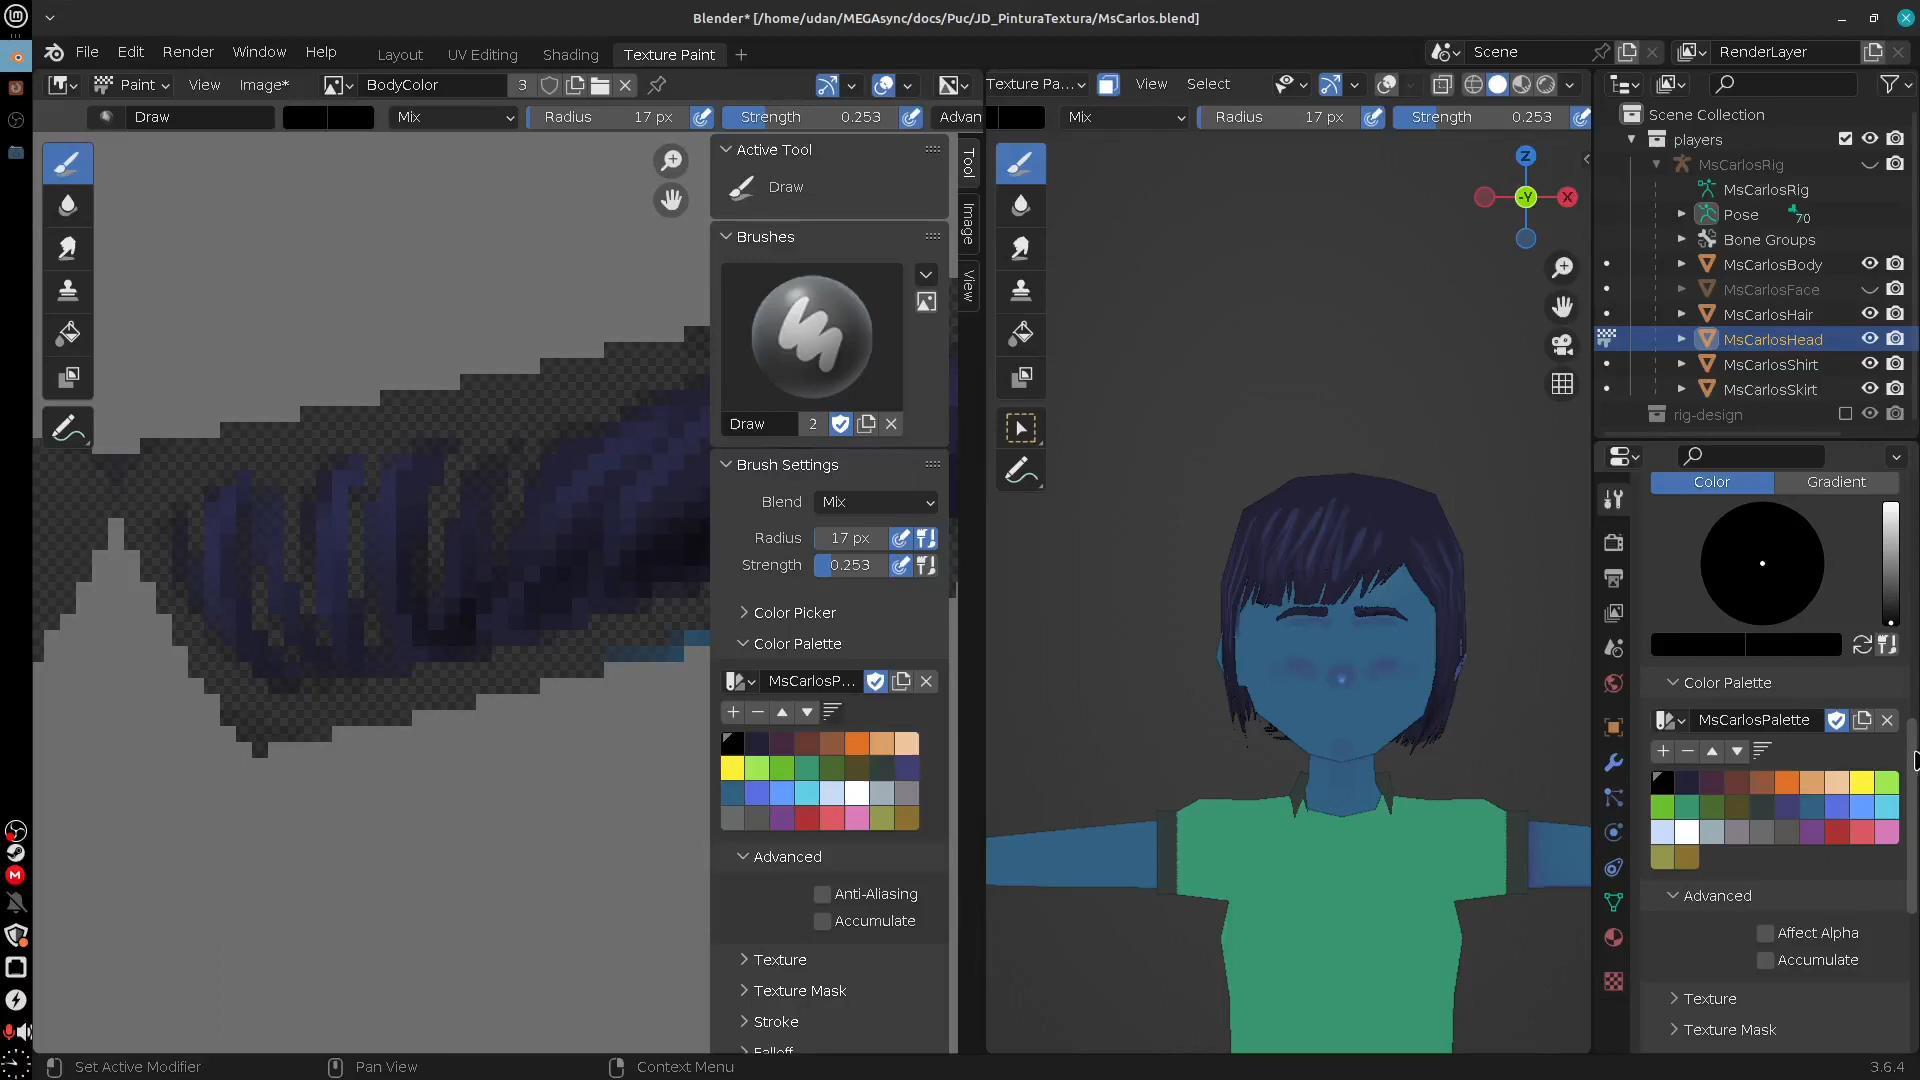 Blender* [/home/udan/MEGAsync/docs/Puc/JD_PinturaTextura/MsCarlos.blend]
File Edit Render Window Help
Layout UV Editing Shading Texture Paint +
Scene
RenderLayer
Paint View Image* BodyColor 3
Draw Mix Radius 17 px Strength 0.253 Advan
Active Tool
Draw
Brushes
Draw 2
Brush Settings
Blend Mix
Radius 17 px
Strength 0.253
Color Picker
Color Palette
MsCarlosP...
Advanced
Anti-Aliasing
Accumulate
Texture
Texture Mask
Stroke
Falloff
Tool
Image
View
Texture Pa... View Select
Mix Radius 17 px Strength 0.253
Z
-Y
X
Scene Collection
players
MsCarlosRig
MsCarlosRig
Pose 70
Bone Groups
MsCarlosBody
MsCarlosFace
MsCarlosHair
MsCarlosHead
MsCarlosShirt
MsCarlosSkirt
rig-design
Color Gradient
Color Palette
MsCarlosPalette
Advanced
Affect Alpha
Accumulate
Texture
Texture Mask
Set Active Modifier Pan View Context Menu 3.6.4